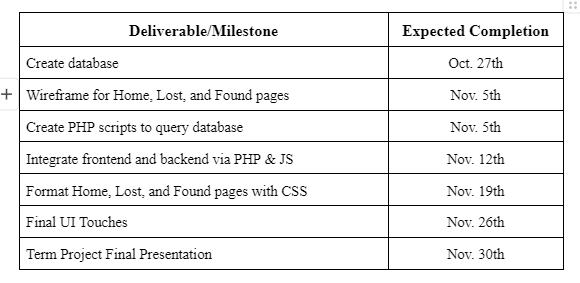 Deliverable/Milestone Expected Completion
Create database Oct. 27th
Wireframe for Home, Lost, and Found pages Nov. 5th
Create PHP scripts to query database Nov. 5th
Integrate frontend and backend via PHP & JS Nov. 12th
Format Home, Lost, and Found pages with CSS Nov. 19th
Final UI Touches Nov. 26th
Term Project Final Presentation Nov. 30th